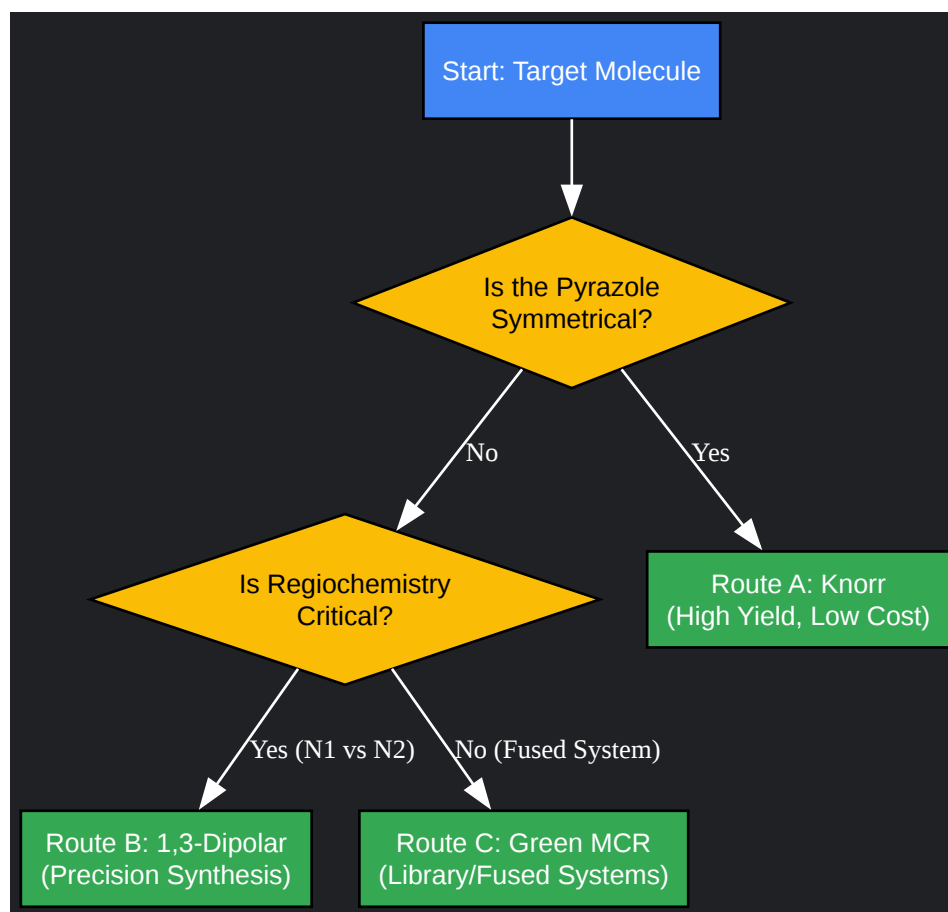 Start: Target Molecule
Is the Pyrazole
Symmetrical?
No
Yes
Is Regiochemistry
Critical?
Route A: Knorr
(High Yield, Low Cost)
Yes (N1 vs N2)
No (Fused System)
Route B: 1,3-Dipolar
(Precision Synthesis)
Route C: Green MCR
(Library/Fused Systems)